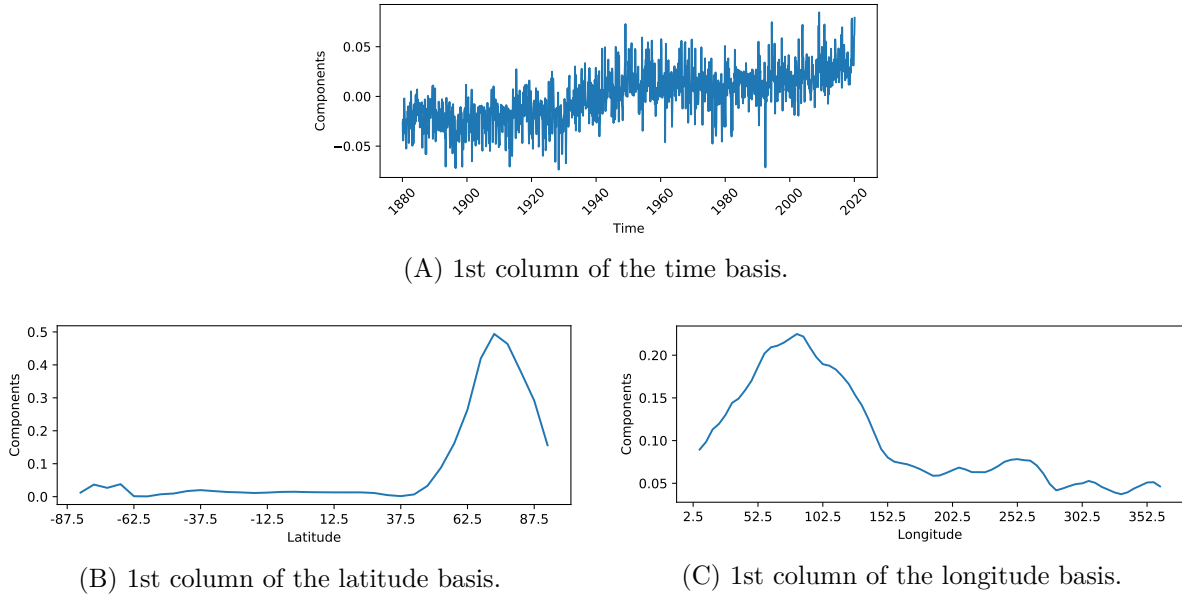 0.05
0.00
−0.05
Components
1880
1900
1920
1940
1960
1980
2000
2020
Time
(A) 1st column of the time basis.
0.5
0.4
0.3
0.2
0.1
0.0
Components
-87.5 -62.5 -37.5 -12.5 12.5 37.5 62.5 87.5
Latitude
(B) 1st column of the latitude basis.
0.20
0.15
0.10
0.05
Components
2.5 52.5 102.5 152.5 202.5 252.5 302.5 352.5
Longitude
(C) 1st column of the longitude basis.